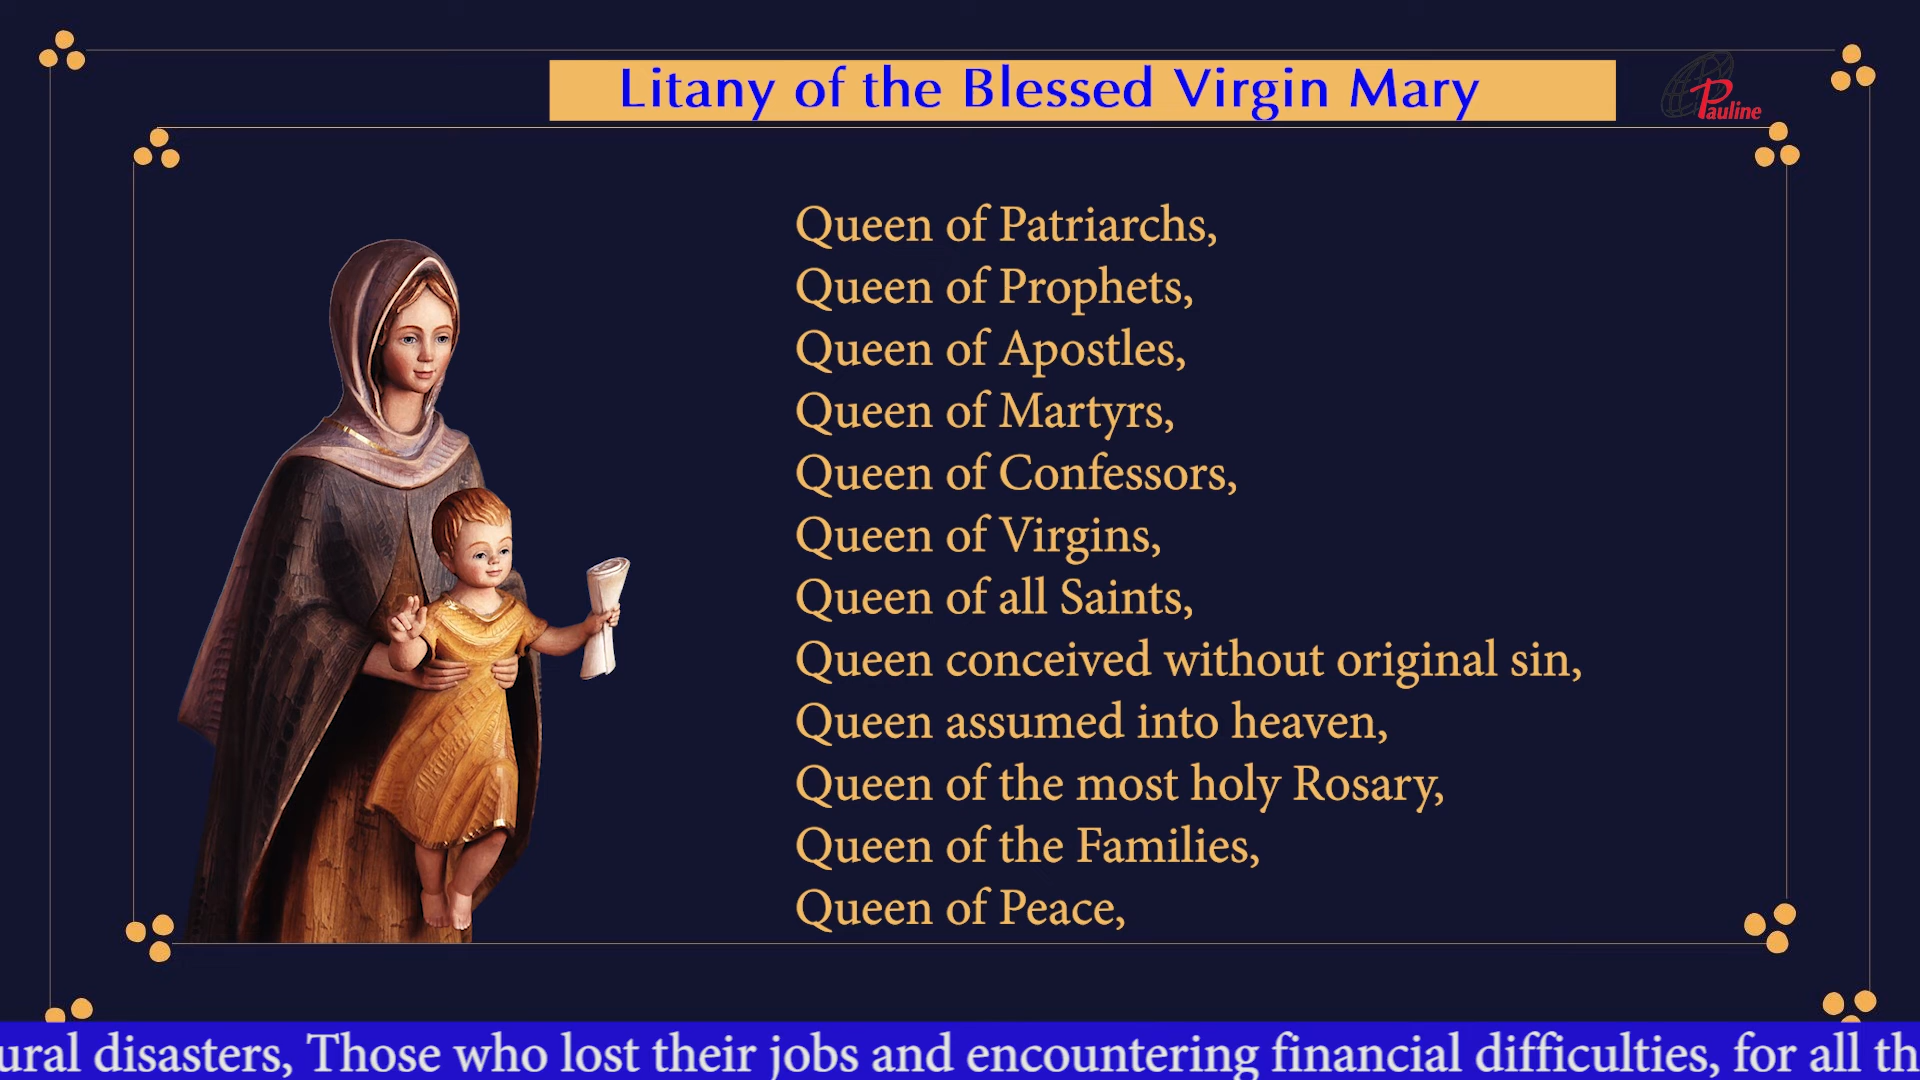 Litany of the Blessed Virgin Mary
Pauline
Queen of Patriarchs,
Queen of Prophets,
Queen of Apostles,
Queen of Martyrs,
Queen of Confessors,
Queen of Virgins,
Queen of all Saints,
Queen conceived without original sin,
Queen assumed into heaven,
Queen of the most holy Rosary,
Queen of the Families,
Queen of Peace,
disasters, Those who lost their jobs and encountering financial difficulties, for all